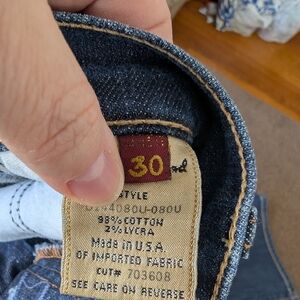 30
STYLE
98% COTTON
2% LYCRA
Made in U.S.A.
OF IMPORTED FABRIC
CUT# 703608
SEE CARE ON REVERSE